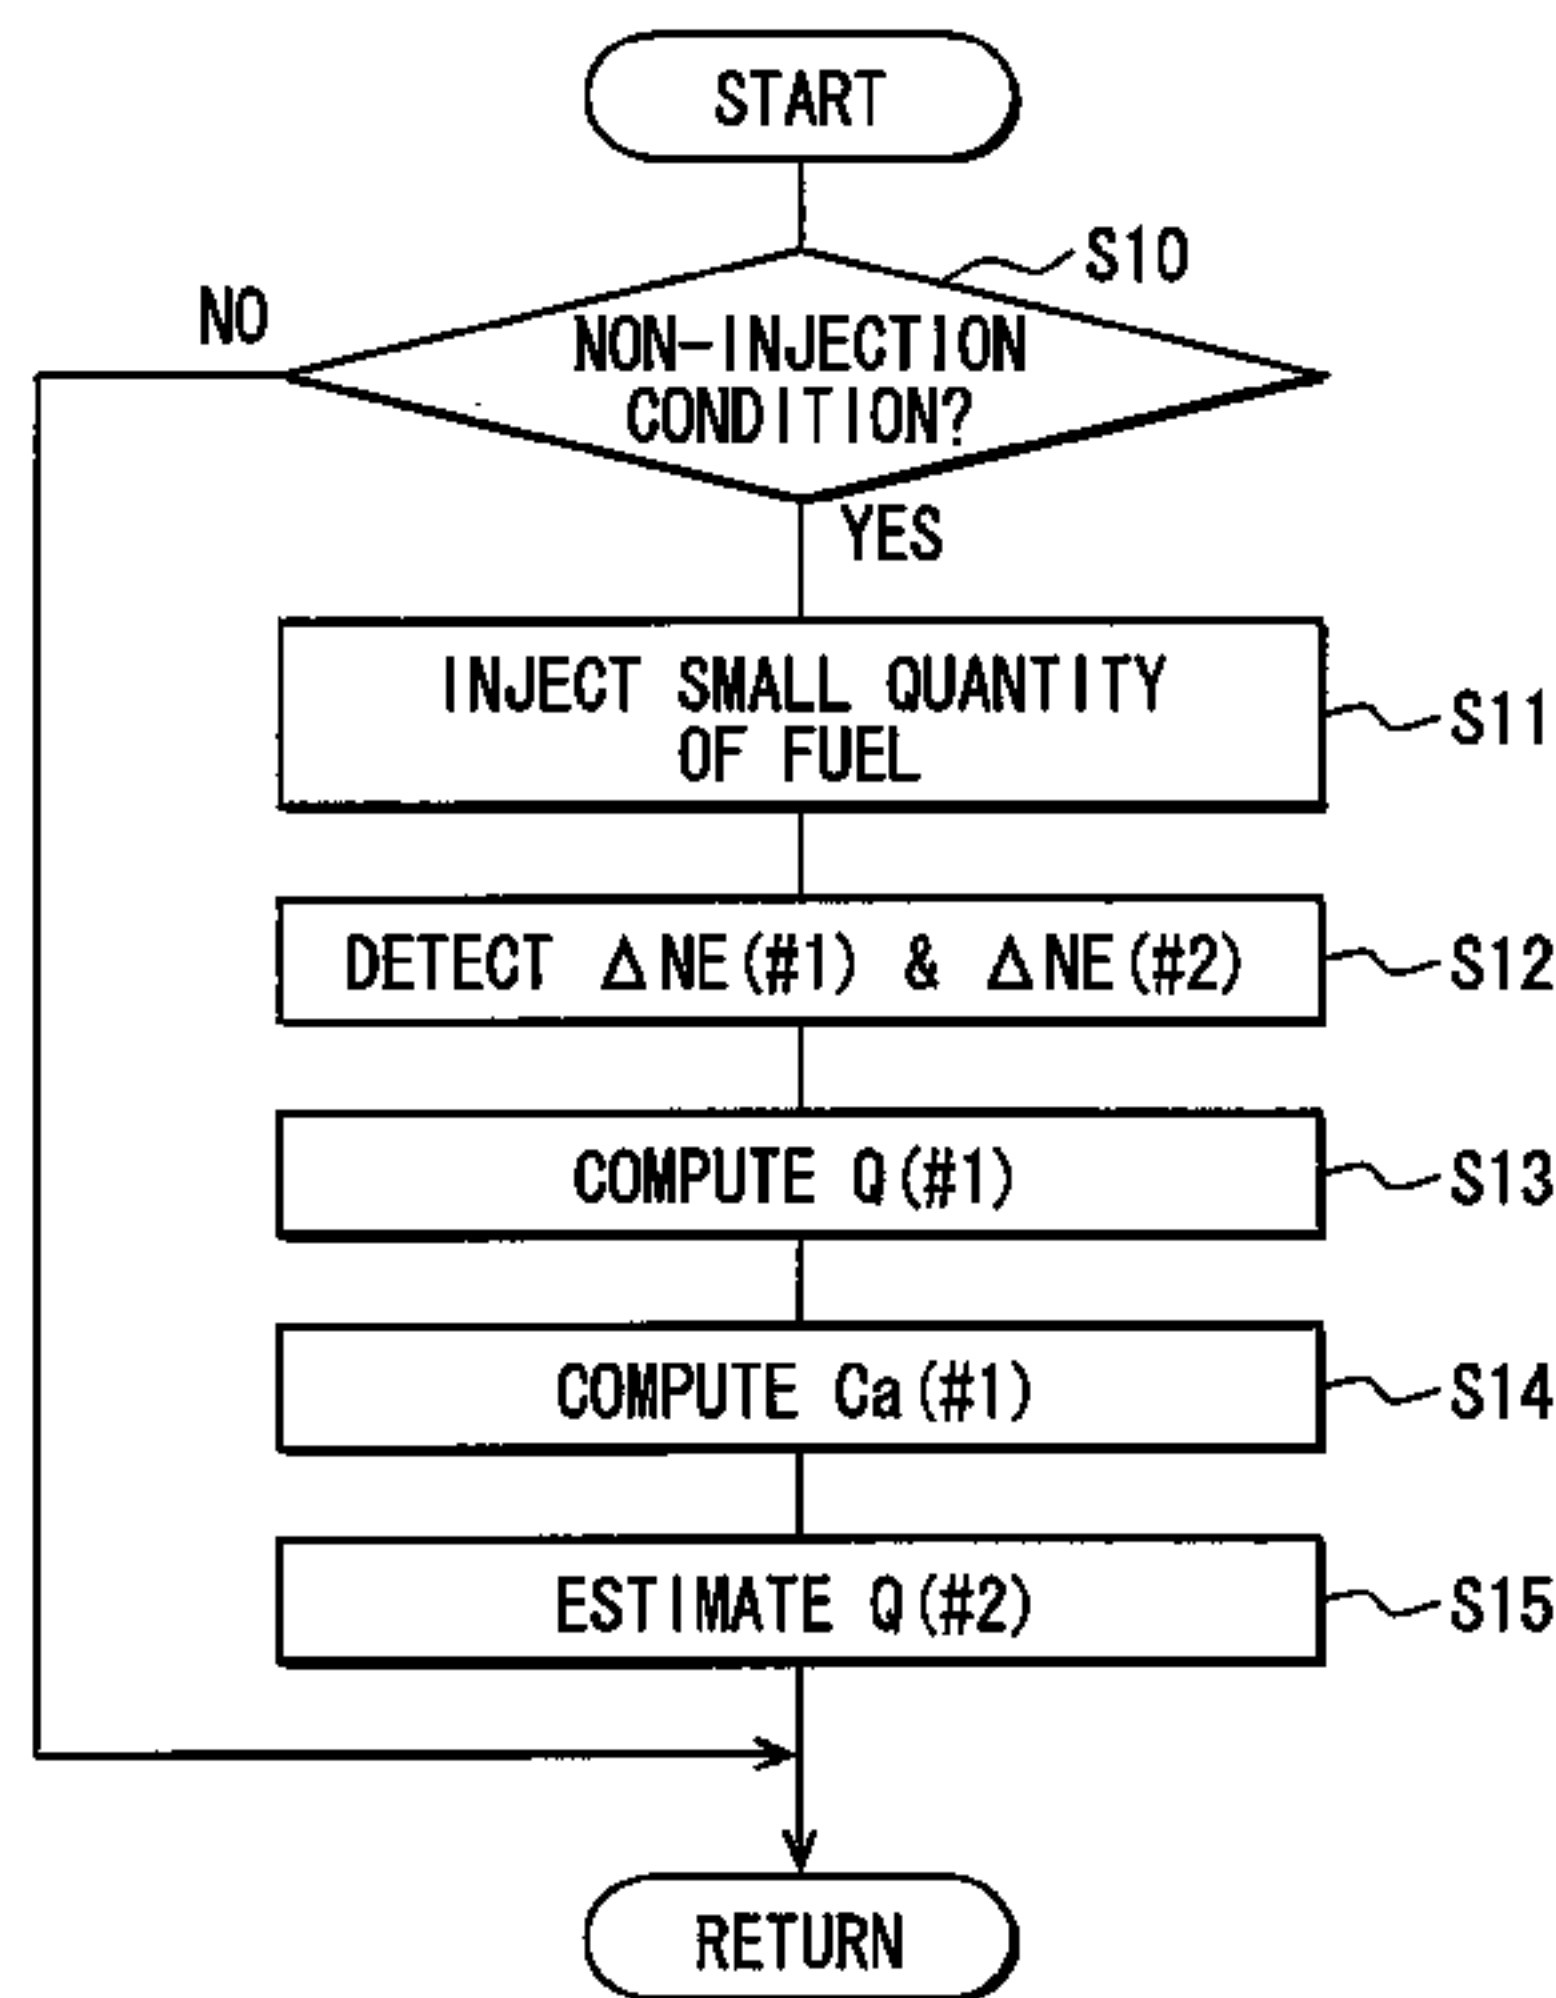 START
S10
NO
NON-INJECTION
CONDITION?
YES
INJECT SMALL QUANTITY
OF FUEL
S11
DETECT ΔNE(#1) & ΔNE(#2)
S12
COMPUTE Q(#1)
S13
COMPUTE Ca(#1)
S14
ESTIMATE Q(#2)
S15
RETURN